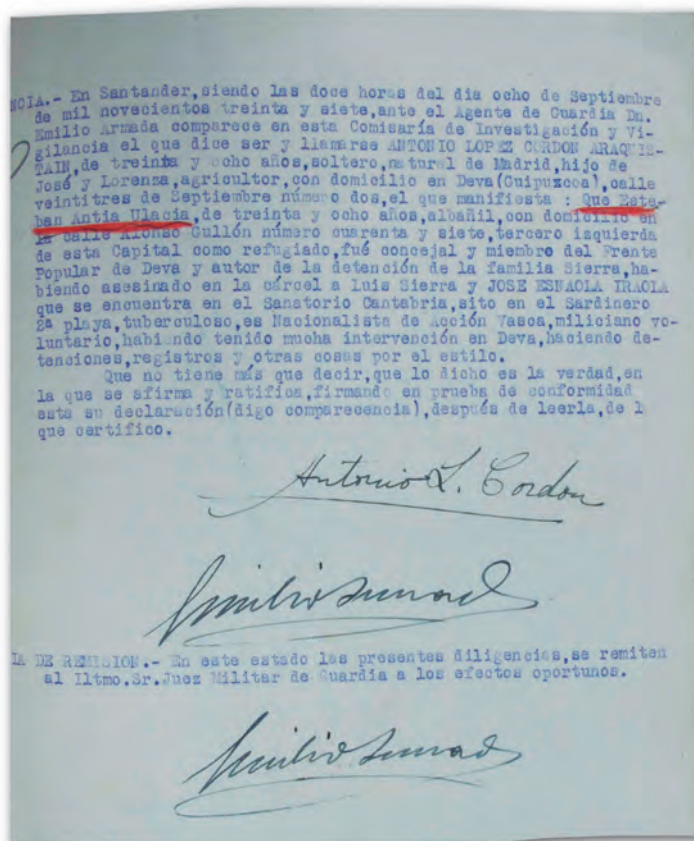 NCIA.- En Santander,siendo las doce horas del dia ocho de Septiembre
de mil novecientos treinta y siete,ante el Agente de Guardia Dn.
Emilio Armada comparece en esta Comisaría de Investigación y Vi-
gilancia el que dice ser y llamarse ANTONIO LOPEZ CORDON ARAQUIS-
TAIN,de treinta y ocho años,soltero,natural de Madrid,hijo de
José y Lorenza,agricultor,con domicilio en Deva(Guipuzcoa),calle
veintitres de Septiembre número dos,el que manifiesta : Que Este-
ban Antia Ulacia,de treinta y ocho años,albañil,con domicilio en
la calle Alonso Gullón número cuarenta y siete,tercero izquierda
de esta Capital como refugiado,fué concejal y miembro del Frente
Popular de Deva y autor de la detención de la familia Sierra,ha-
biendo asesinado en la cárcel a Luis Sierra y JOSE ESNAOLA IRAOLA
que se encuentra en el Sanatorio Cantabria,sito en el Sardinero
2ª playa,tuberculoso,es Nacionalista de Acción Vasca,miliciano vo-
luntario,habiendo tenido mucha intervención en Deva,haciendo de-
tenciones,registros y otras cosas por el estilo.
Que no tiene más que decir,que lo dicho es la verdad,en
la que se afirma y ratifica,firmando en prueba de conformidad
esta su declaración(digo comparecencia),después de leerla,de l
que certifico.
Antonio L. Cordon
Emilio Armada
IA DE REMISION.- En este estado las presentes diligencias,se remiten
al Iltmo.Sr.Juez Militar de Guardia a los efectos oportunos.
Emilio Armada